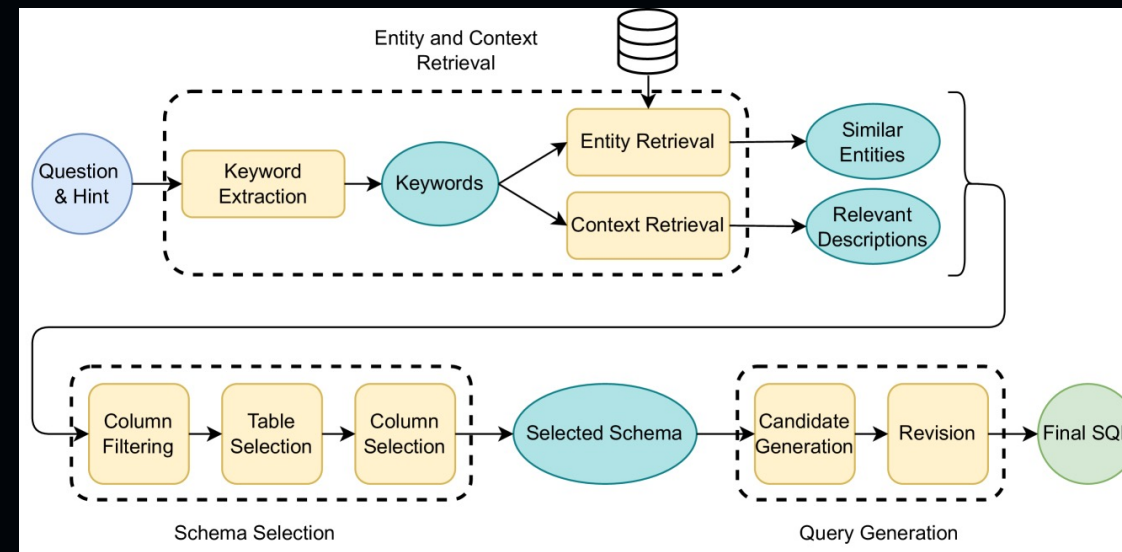 Entity and Context
Retrieval
Question
& Hint
Keyword
Extraction
Keywords
Entity Retrieval
Context Retrieval
Similar
Entities
Relevant
Descriptions
Column
Filtering
Table
Selection
Column
Selection
Selected Schema
Candidate
Generation
Revision
Final
Schema Selection
Query Generation